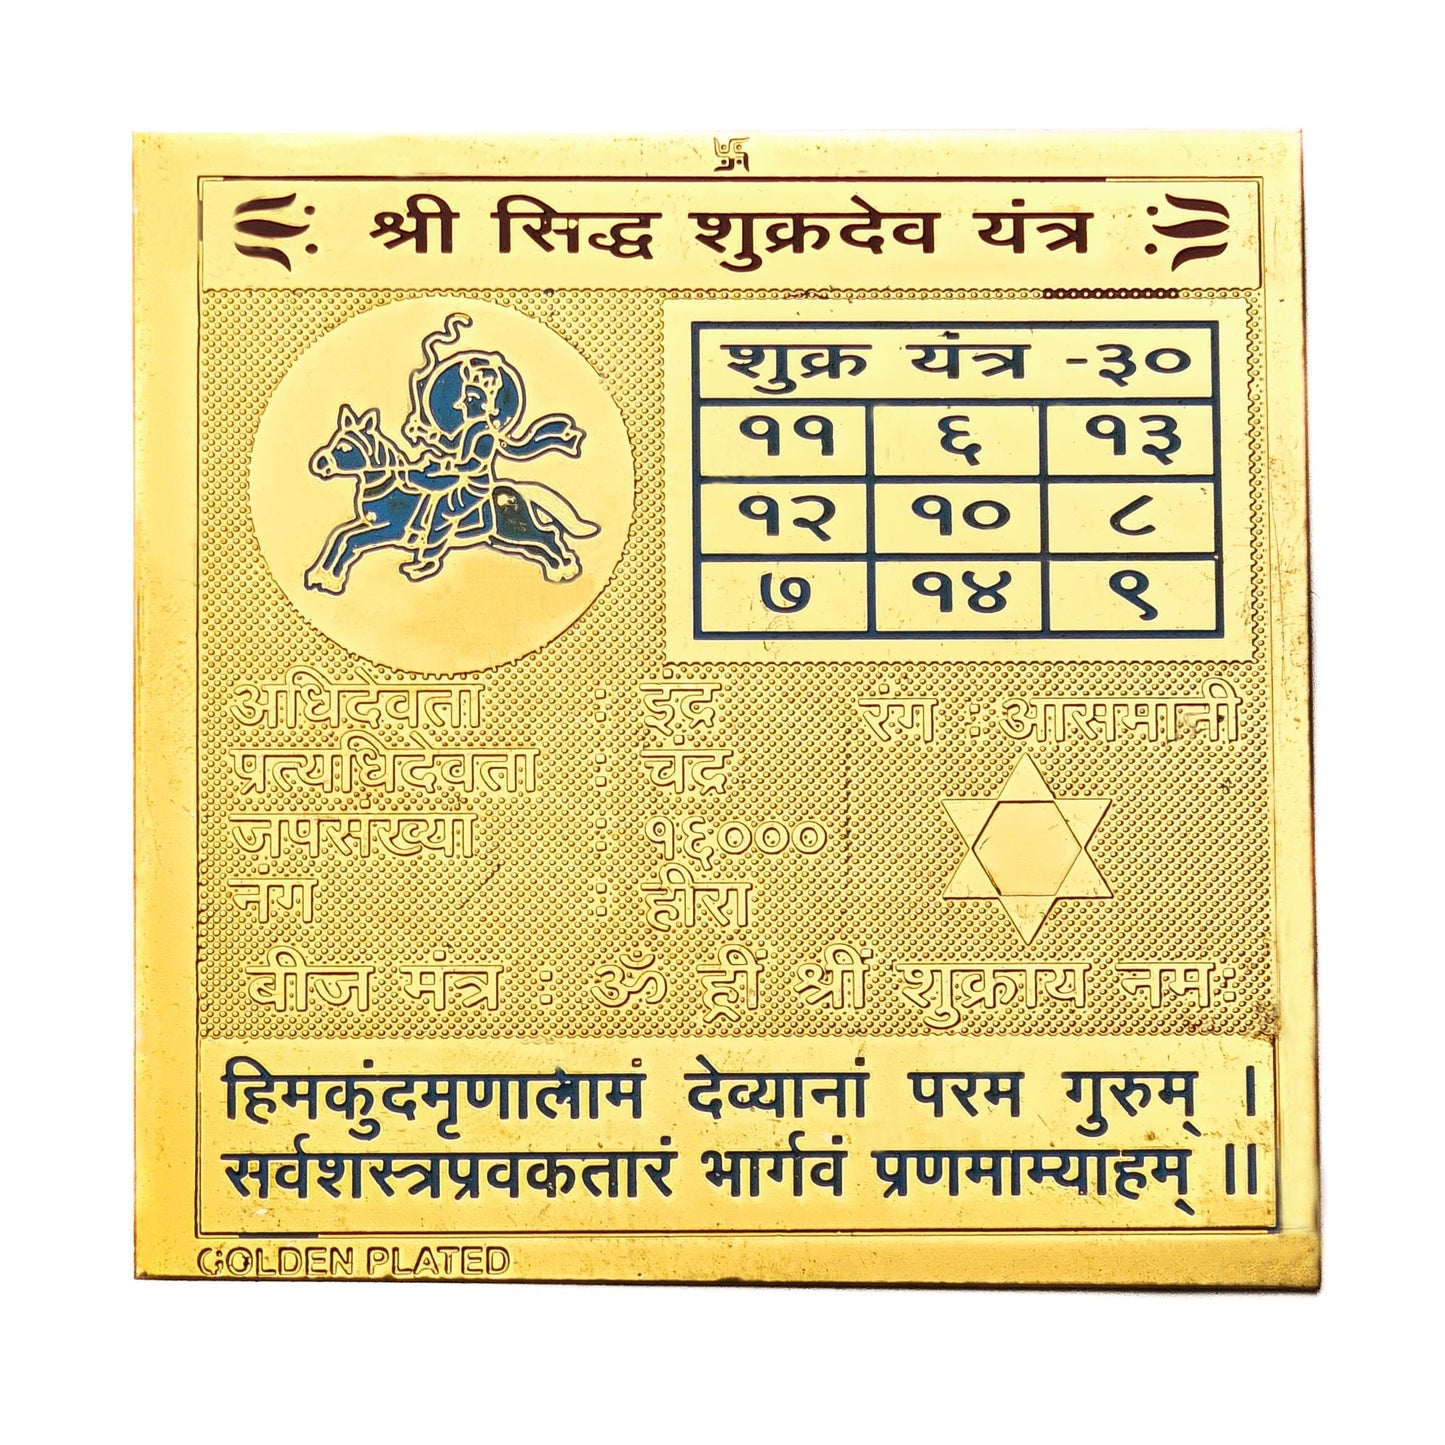 श्री सिद्ध शुक्रदेव यंत्र
शुक्र यंत्र -३०
११ ६ १३
१२ १० ८
७ १४ ९
अधिदेवता : इंद्र रंग : आसमानी
प्रत्यधिदेवता : चंद्र
जपसंख्या : १६०००
नंग : हीरा
बीज मंत्र : ॐ ह्रीं श्रीं शुक्राय नमः
हिमकुंदमृणालामं देव्यानां परम गुरुम् ।
सर्वशस्त्रप्रवकतारं भार्गवं प्रणमाम्याहम् ।।
GOLDEN PLATED